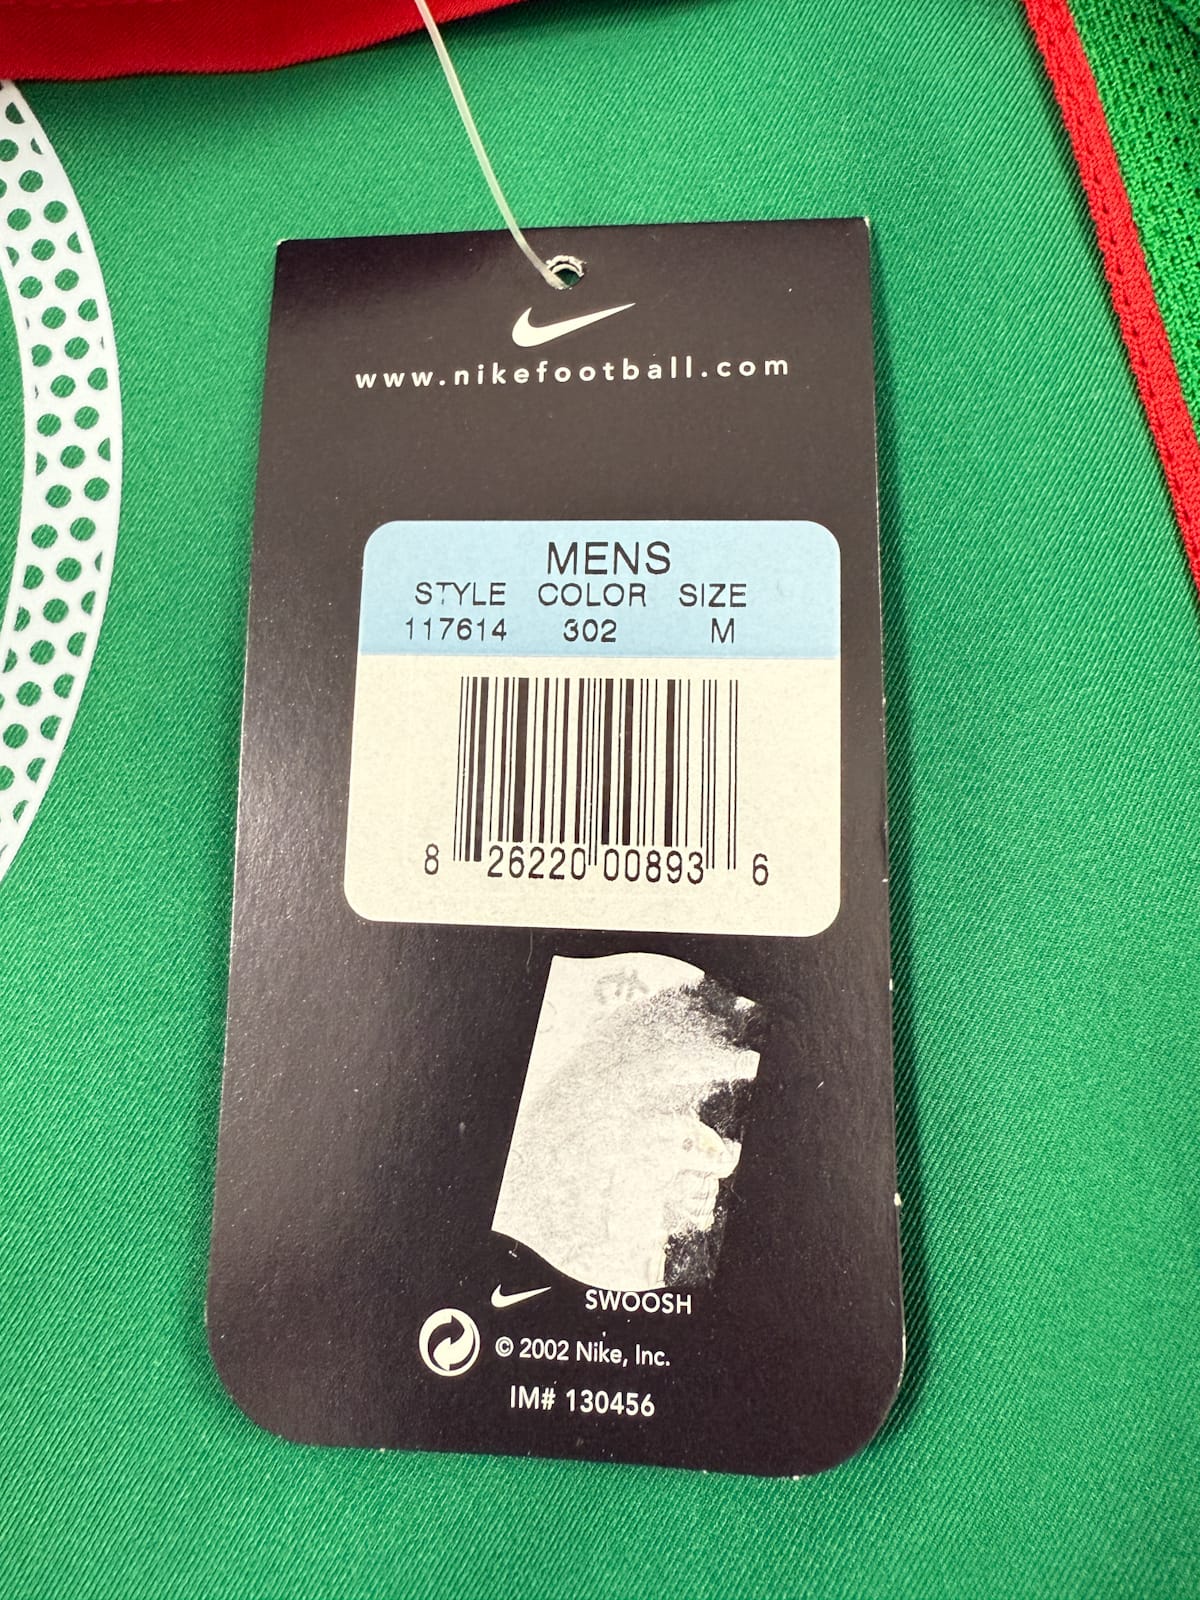 www.nikefootball.com
MENS
STYLE COLOR SIZE
117614 302 M
8 26220 00893 6
SWOOSH
© 2002 Nike, Inc.
IM# 130456